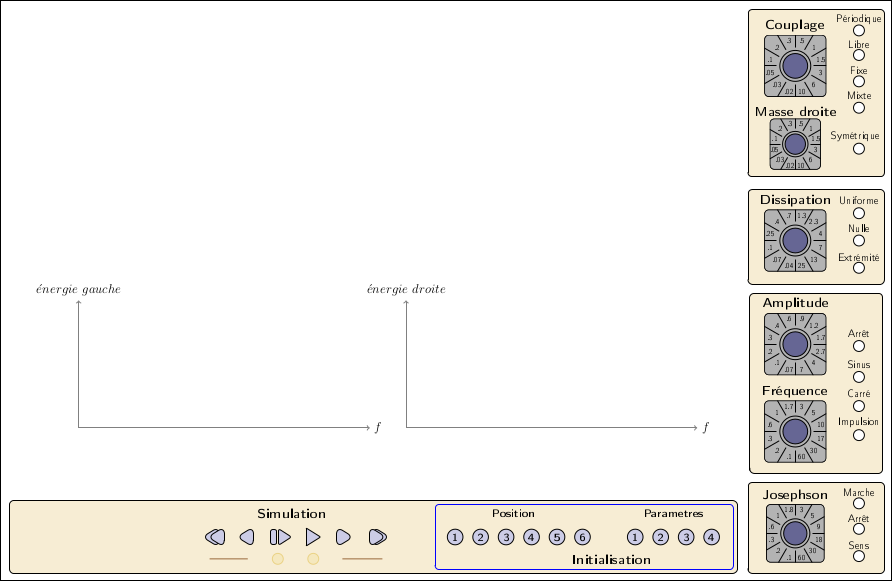 Couplage
Périodique
Libre
Fixe
Mixte
.3 .5
.2 1
.1 1.5
.05 3
.03 6
.02 10
Masse droite
Symétrique
.3 .5
.2 1
.1 1.5
.05 3
.03 6
.02 10
Dissipation
Uniforme
Nulle
Extrémité
.7 1.3
.4 2.3
.25 4
.1 7
.07 13
.04 25
Amplitude
Arrêt
Sinus
Carré
Impulsion
.6 .9
.4 1.2
.3 1.7
.2 2.7
.1 4
.07 7
Fréquence
1.7 3
1 5
.6 10
.3 17
.2 30
.1 60
Josephson
Marche
Arrêt
Sens
1.8 3
1 5
.6 9
.3 18
.2 30
.1 60
énergie gauche
f
énergie droite
f
Simulation
Position
Parametres
1 2 3 4 5 6
1 2 3 4
Initialisation